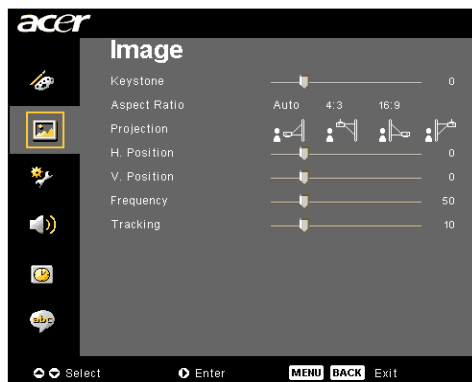 acer
Image
Keystone 0
Aspect Ratio Auto 4:3 16:9
Projection
H. Position 0
V. Position 0
Frequency 50
Tracking 10
abc
Select Enter MENU BACK Exit